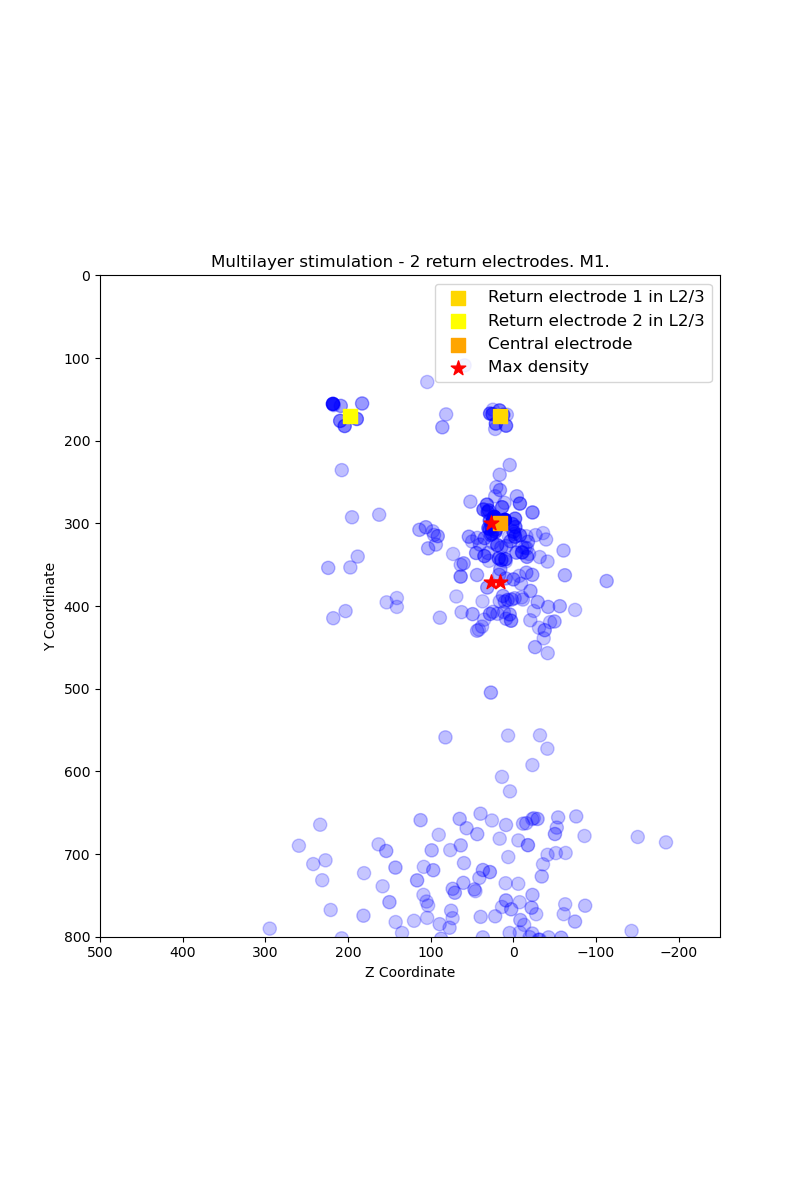 Multilayer stimulation - 2 return electrodes. M1.
Return electrode 1 in L2/3
Return electrode 2 in L2/3
Central electrode
Max density
0
100
200
300
400
500
600
700
800
Y Coordinate
500 400 300 200 100 0 −100 −200
Z Coordinate